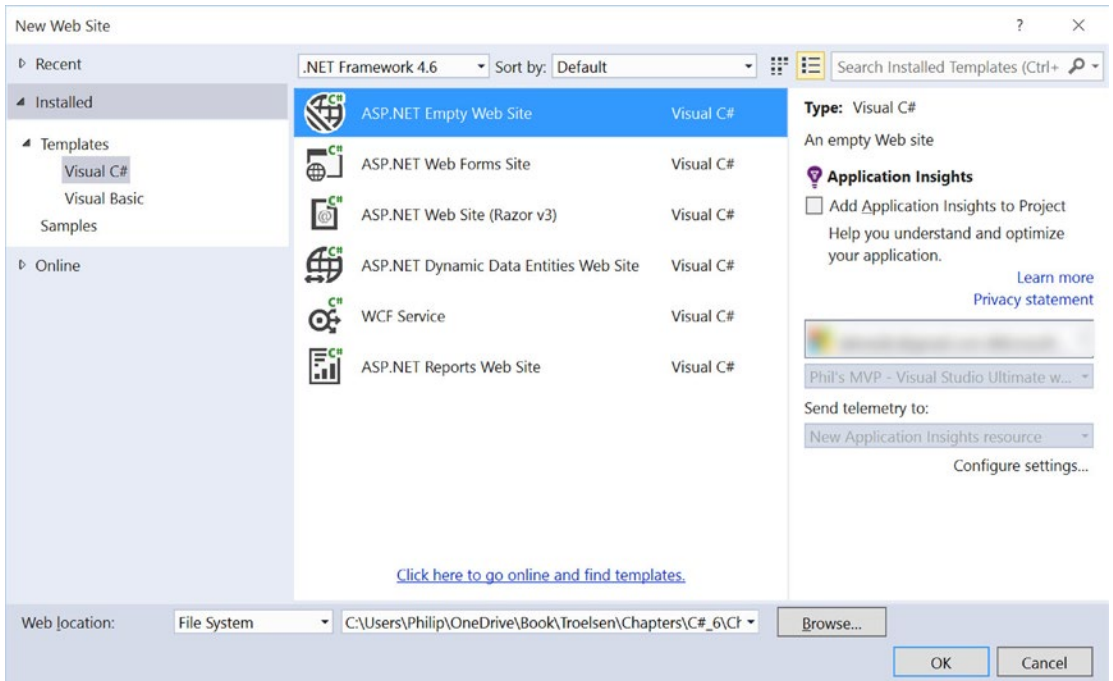 New Web Site
?
Recent
Installed
Templates
Visual C#
Visual Basic
Samples
Online
.NET Framework 4.6
Sort by: Default
Search Installed Templates (Ctrl+
C# ASP.NET Empty Web Site Visual C#
C# ASP.NET Web Forms Site Visual C#
C# @ ASP.NET Web Site (Razor v3) Visual C#
C# ASP.NET Dynamic Data Entities Web Site Visual C#
C# WCF Service Visual C#
C# ASP.NET Reports Web Site Visual C#
Click here to go online and find templates.
Type: Visual C#
An empty Web site
Application Insights
Add Application Insights to Project
Help you understand and optimize
your application.
Learn more
Privacy statement
Phil's MVP - Visual Studio Ultimate w...
Send telemetry to:
New Application Insights resource
Configure settings...
Web location: File System C:\Users\Philip\OneDrive\Book\Troelsen\Chapters\C#_6\Ch Browse...
OK Cancel